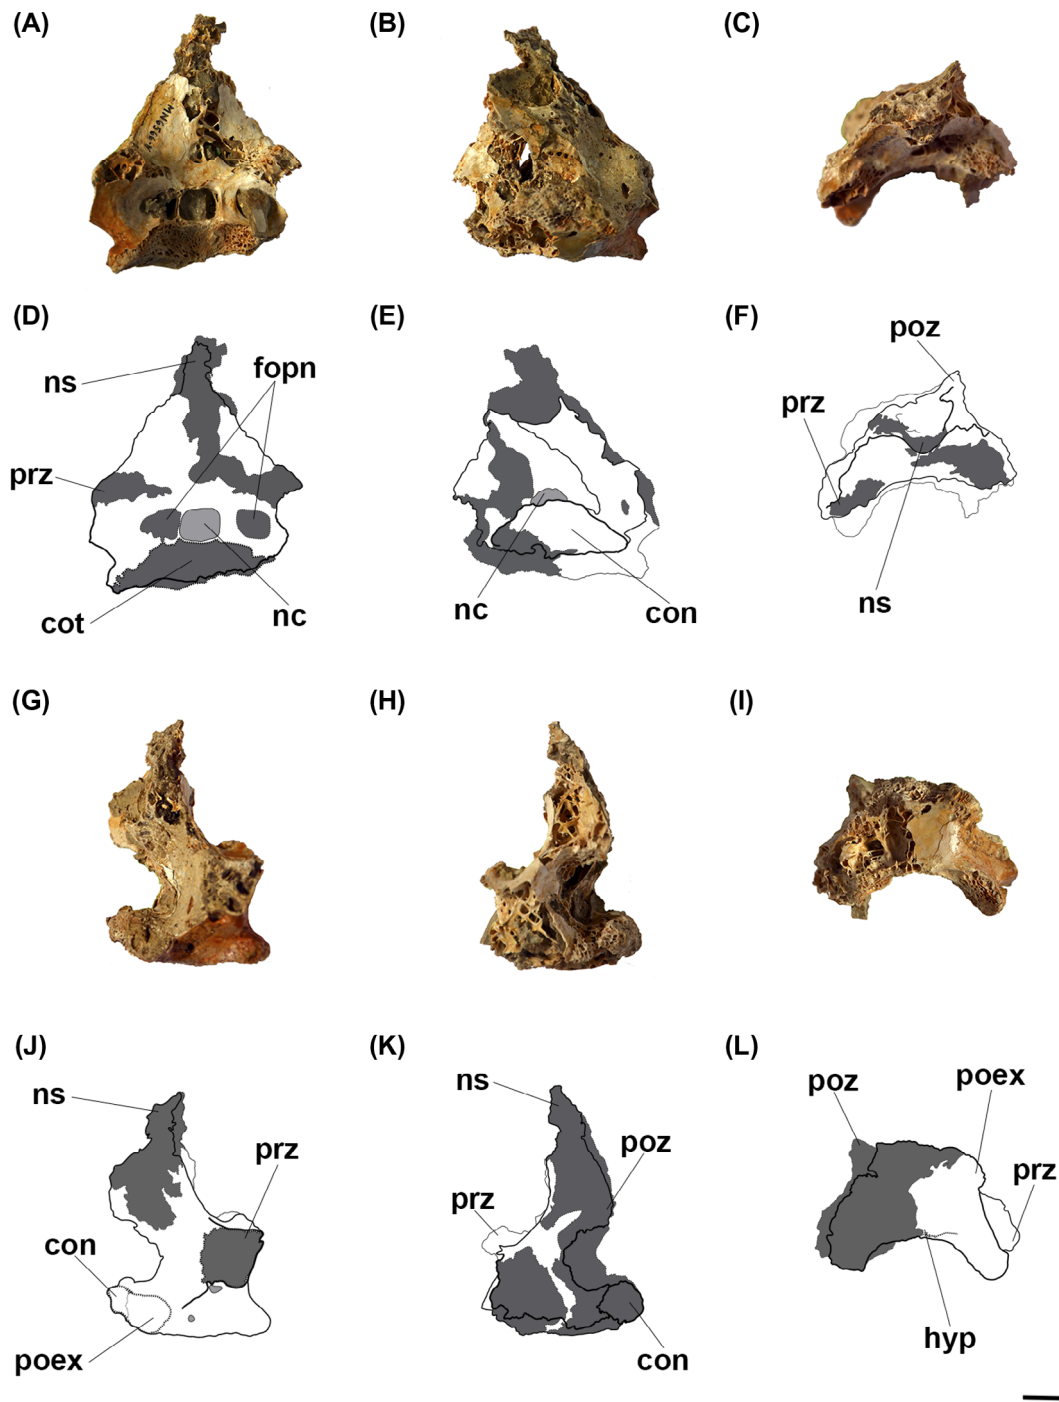 (A)
(B)
(C)
(D)
(E)
(F)
ns
fopn
prz
cot
nc
nc
con
poz
prz
ns
(G)
(H)
(I)
(J)
(K)
(L)
ns
prz
con
poex
ns
poz
prz
con
poz
poex
prz
hyp